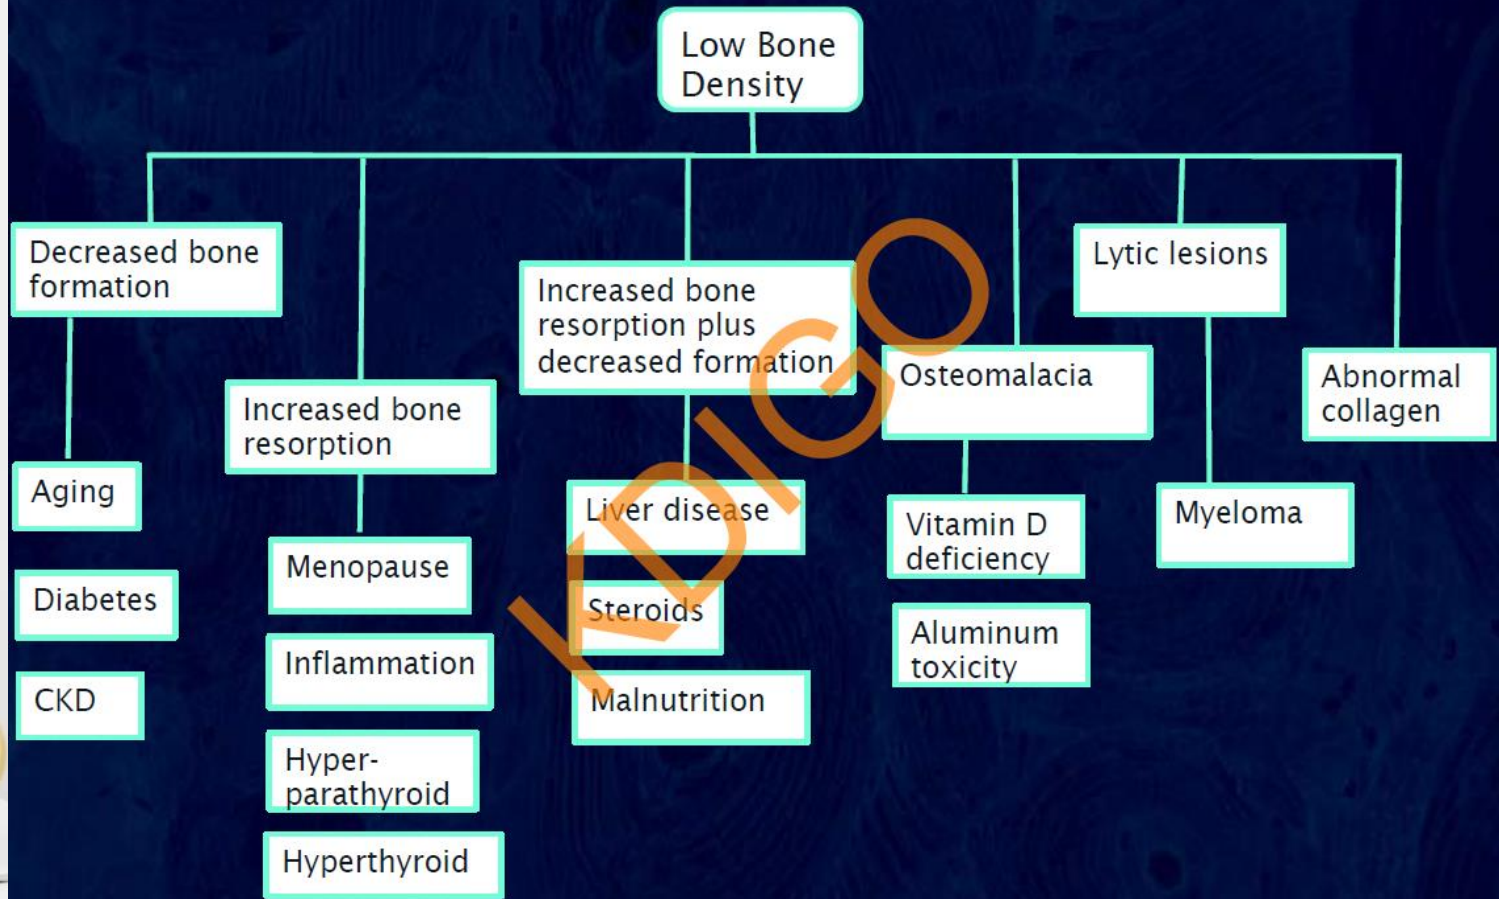 Low Bone
Density
Decreased bone
formation
Aging
Diabetes
CKD
Increased bone
resorption
Menopause
Inflammation
Hyper-
parathyroid
Hyperthyroid
Increased bone
resorption plus
decreased formation
Liver disease
Steroids
Malnutrition
Osteomalacia
Vitamin D
deficiency
Aluminum
toxicity
Lytic lesions
Myeloma
Abnormal
collagen
KDIGO